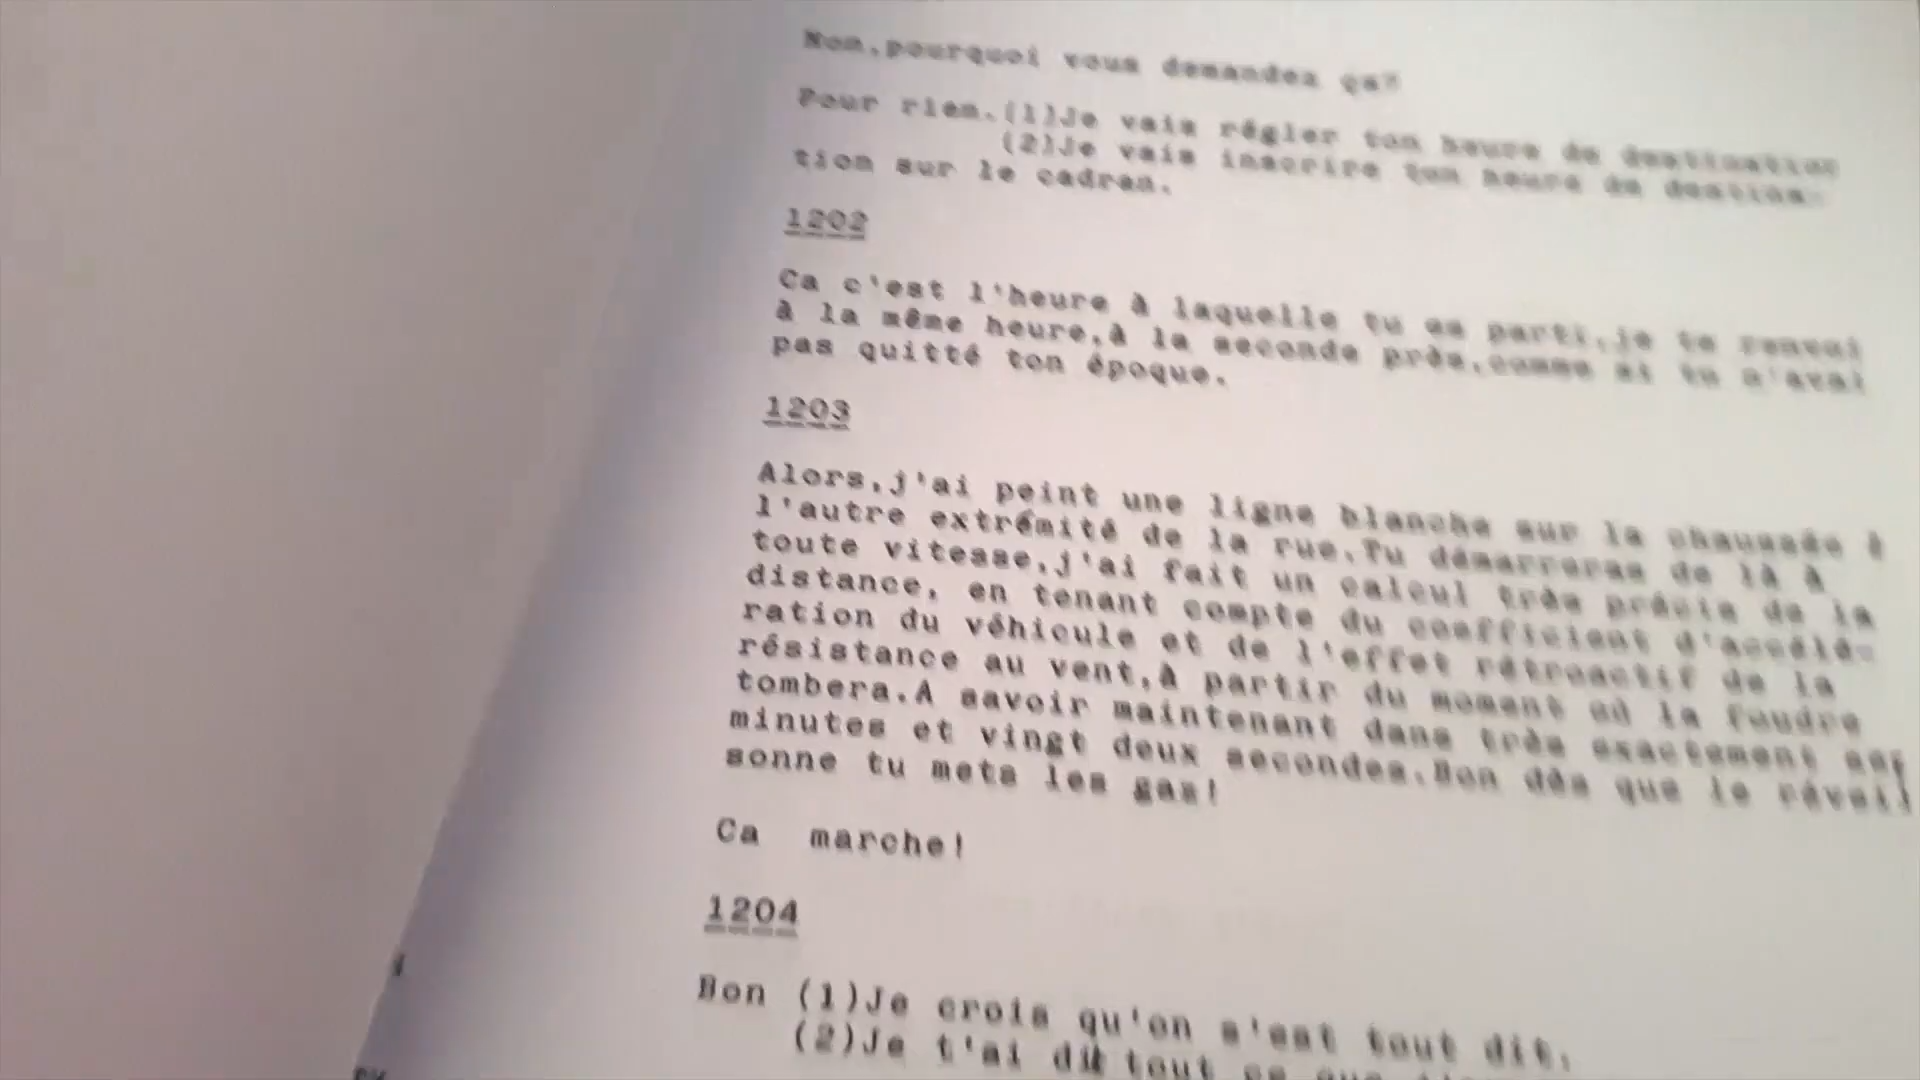 Non,pourquoi vous demandez ça?
Pour rien.(1)Je vais régler ton heure de destination
(2)Je vais inscrire ton heure de destina-
tion sur le cadran.
1202
Ca c'est l'heure à laquelle tu es parti,je te
à la même heure,à la seconde près,comme si tu
pas quitté ton époque.
1203
Alors,j'ai peint une ligne blanche sur la chaussée à
l'autre extrémité de la rue.Tu démarreras de là à
toute vitesse,j'ai fait un calcul très précis de la
distance, en tenant compte du coefficient d'accélé-
ration du véhicule et de l'effet rétroactif de la
résistance au vent,à partir du moment où la foudre
tombera.A savoir maintenant dans très exactement
minutes et vingt deux secondes.Bon dès que le réveil
sonne tu mets les gaz!
Ca marche!
1204
Bon (1)Je crois qu'on s'est tout dit.
(2)Je t'ai dit tout ce que